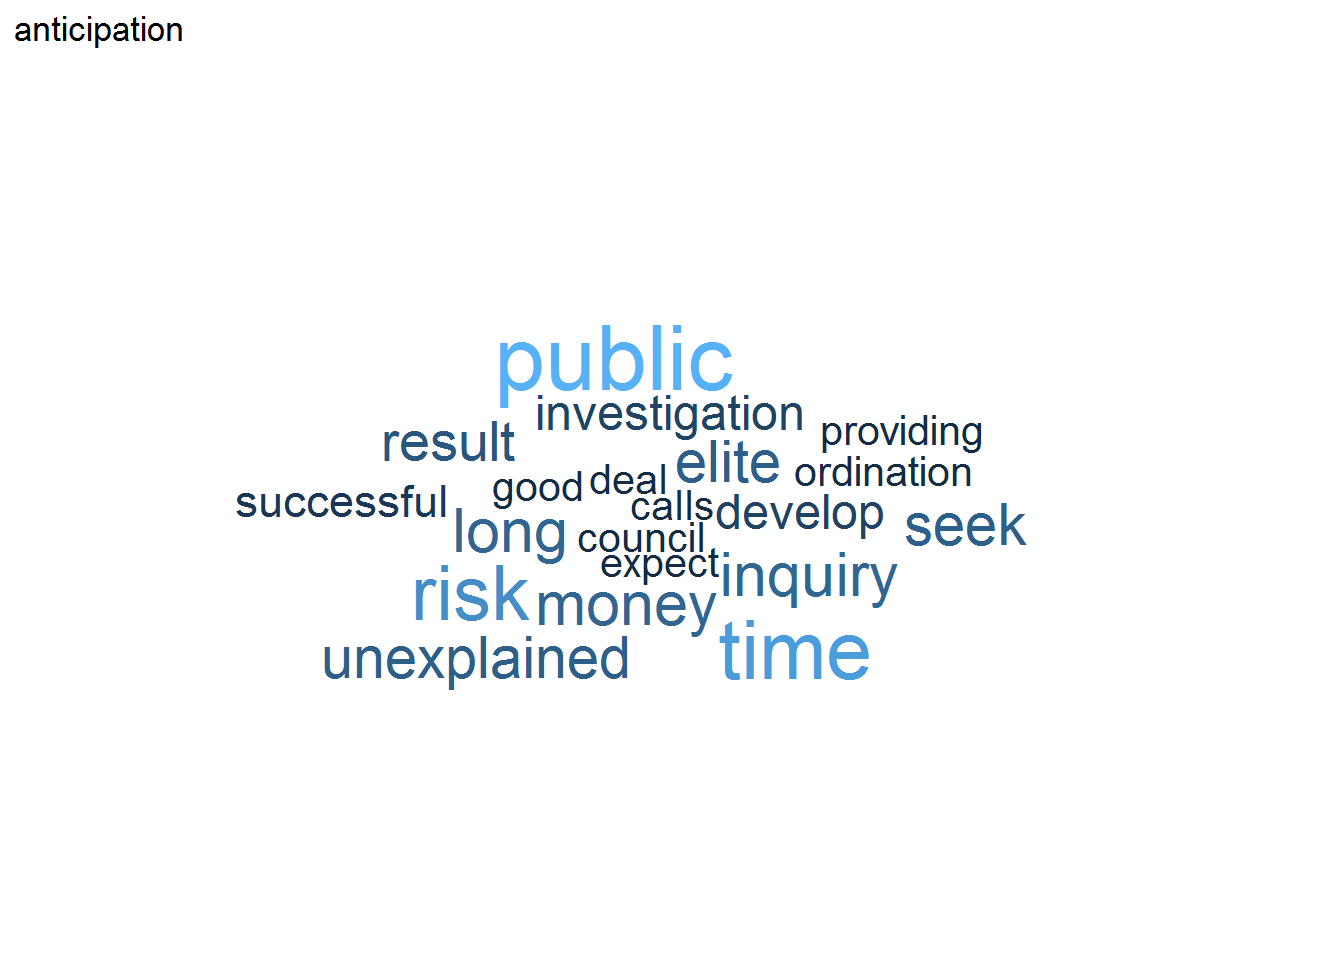 anticipation
public
investigation
providing
result
elite
ordination
good
deal
successful
calls
develop
long
council
seek
expect
inquiry
risk
money
unexplained
time